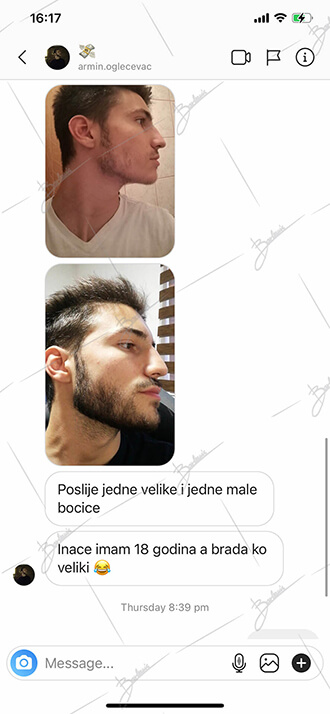 16:17
💸
armin.oglecevac
Poslije jedne velike i jedne male
bocice
Inace imam 18 godina a brada ko
veliki 😂
Thursday 8:39 pm
Message...